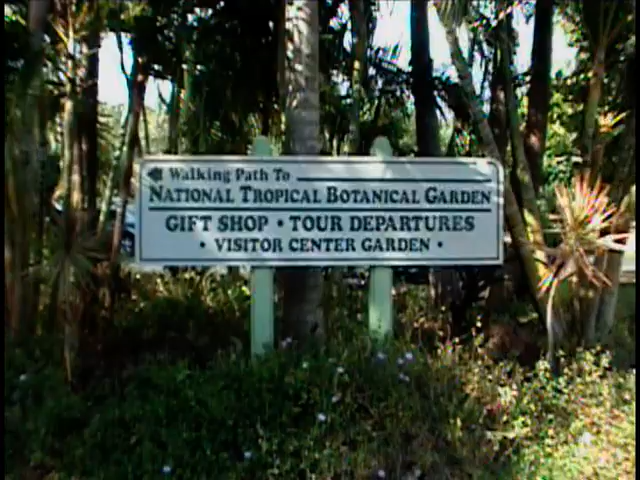 Walking Path To
NATIONAL TROPICAL BOTANICAL GARDEN
GIFT SHOP • TOUR DEPARTURES
• VISITOR CENTER GARDEN •